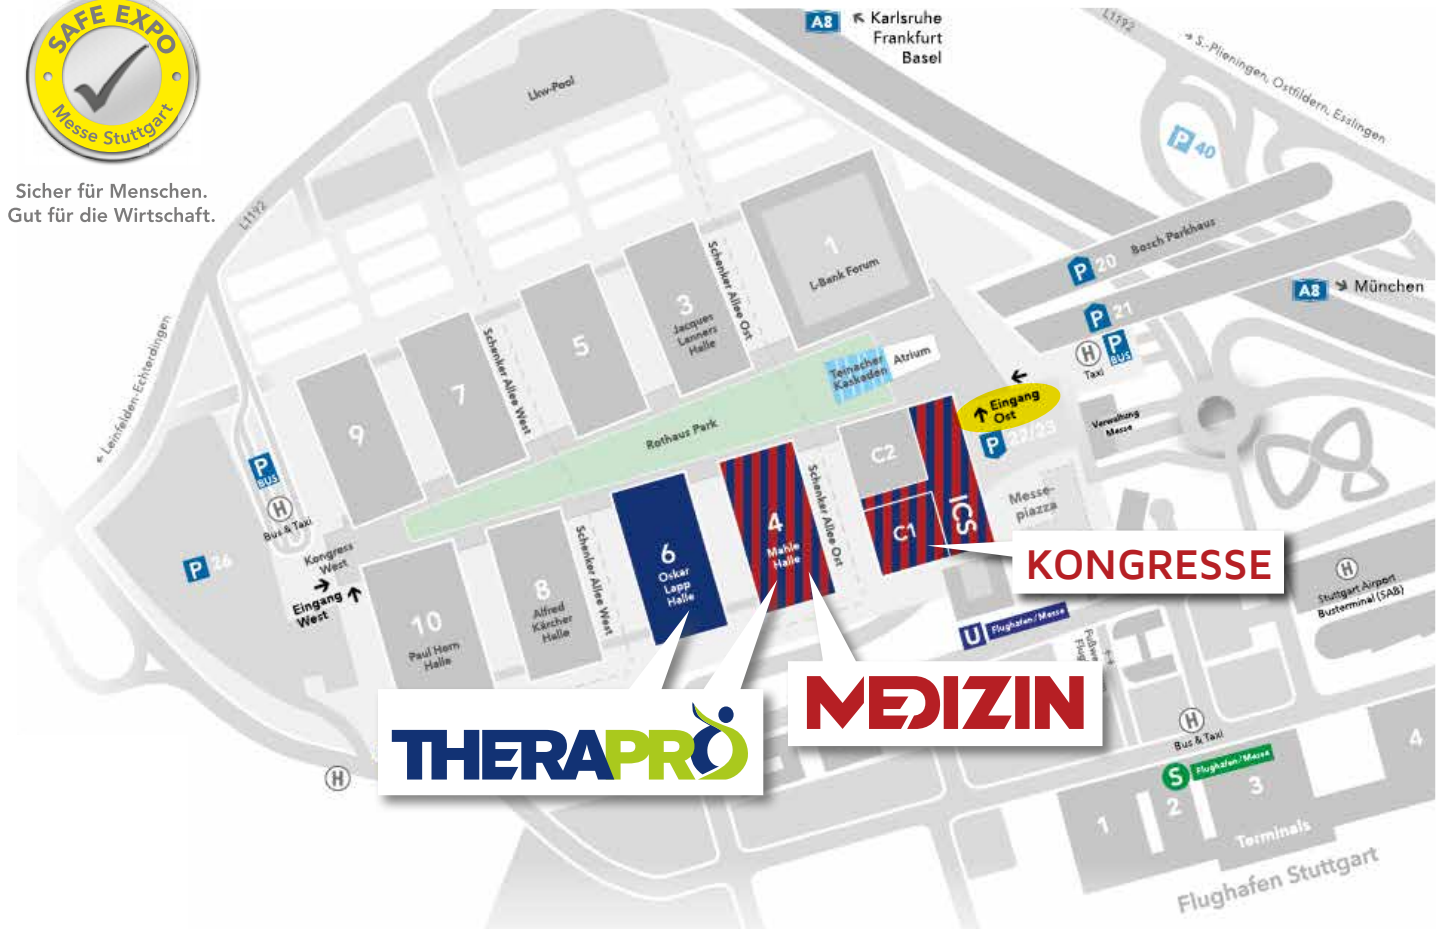 SAFE EXPO
Messe Stuttgart
Sicher für Menschen.
Gut für die Wirtschaft.
A8
Karlsruhe
Frankfurt
Basel
L1192
S.-Plieningen, Ostfildern, Esslingen
P 40
Lkw-Pool
L1192
Leinfelden-Echterdingen
Bosch Parkhaus
P 20
P 21
A8
München
H
Taxi
P
BUS
1
L-Bank Forum
Schenker Allee Ost
3
Jacques
Lanners
Halle
5
Schenker Allee West
7
9
Teinacher
Kaskaden
Atrium
Rothaus Park
Eingang
Ost
P 22/23
Verwaltung
Messe
Messe-
piazza
C2
C1
ICS
KONGRESSE
Schenker Allee Ost
4
Mahle
Halle
6
Oskar
Lapp
Halle
Schenker Allee West
8
Alfred
Kärcher
Halle
10
Paul Horn
Halle
P
BUS
H
Bus & Taxi
P 26
Kongress
West
Eingang
West
U
Flughafen/Messe
H
Stuttgart Airport
Busterminal (SAB)
THERAPRO
MEDIZIN
H
H
Bus & Taxi
S
Flughafen/Messe
1
2
3
4
Terminals
Flughafen Stuttgart